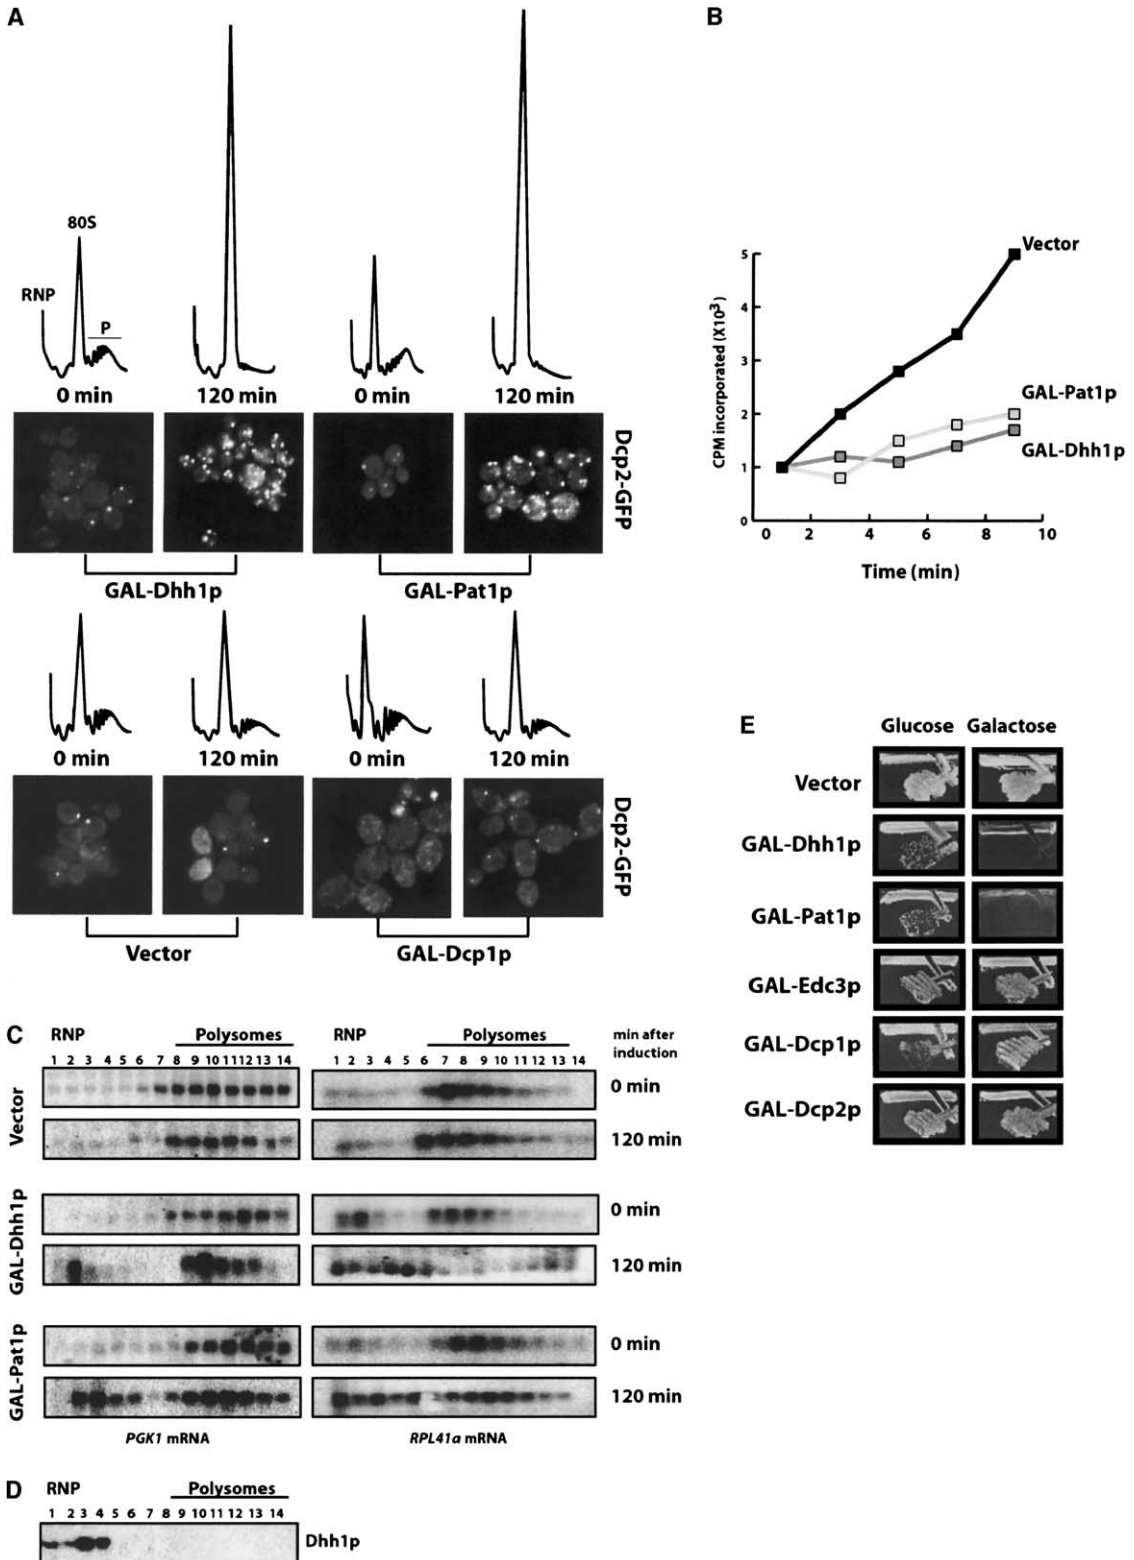 A
80S
RNP
P
0 min
120 min
0 min
120 min
Dcp2-GFP
GAL-Dhh1p
GAL-Pat1p
0 min
120 min
0 min
120 min
Dcp2-GFP
Vector
GAL-Dcp1p
B
CPM incorporated (X10³)
5
4
3
2
1
0
0 2 4 6 8 10
Time (min)
Vector
GAL-Pat1p
GAL-Dhh1p
C
RNP Polysomes RNP Polysomes min after induction
1 2 3 4 5 6 7 8 9 10 11 12 13 14 1 2 3 4 5 6 7 8 9 10 11 12 13 14
Vector
0 min
120 min
GAL-Dhh1p
0 min
120 min
GAL-Pat1p
0 min
120 min
PGK1 mRNA RPL41a mRNA
D
RNP Polysomes
1 2 3 4 5 6 7 8 9 10 11 12 13 14
Dhh1p
E
Glucose Galactose
Vector
GAL-Dhh1p
GAL-Pat1p
GAL-Edc3p
GAL-Dcp1p
GAL-Dcp2p